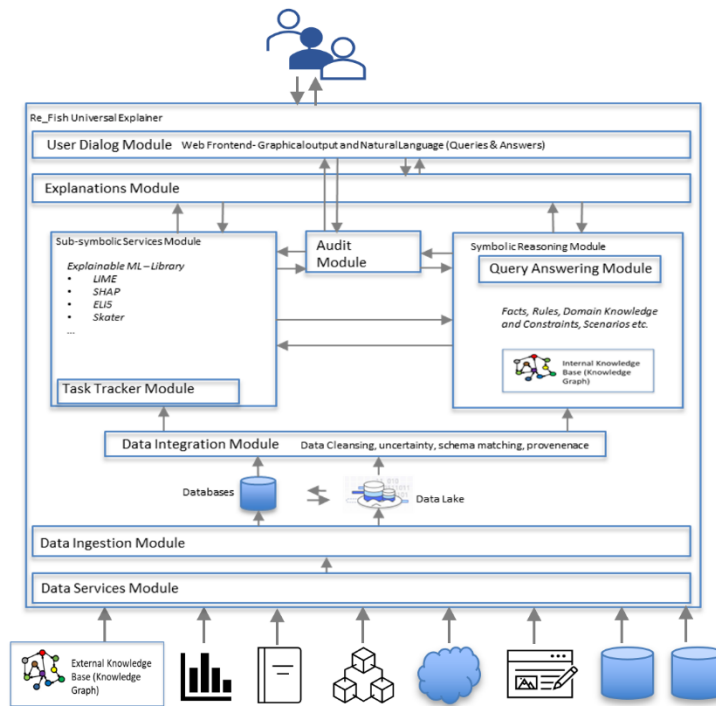 Re_Fish Universal Explainer
User Dialog Module Web Frontend- Graphicaloutput and Natural Language (Queries & Answers)
Explanations Module
Sub-symbolic Services Module
Explainable ML – Library
• LIME
• SHAP
• ELI5
• Skater
...
Task Tracker Module
Audit
Module
Symbolic Reasoning Module
Query Answering Module
Facts, Rules, Domain Knowledge
and Constraints, Scenarios etc.
Internal Knowledge
Base (Knowledge
Graph)
Data Integration Module Data Cleansing, uncertainty, schema matching, provenenace
Databases
Data Lake
Data Ingestion Module
Data Services Module
External Knowledge
Base (Knowledge
Graph)